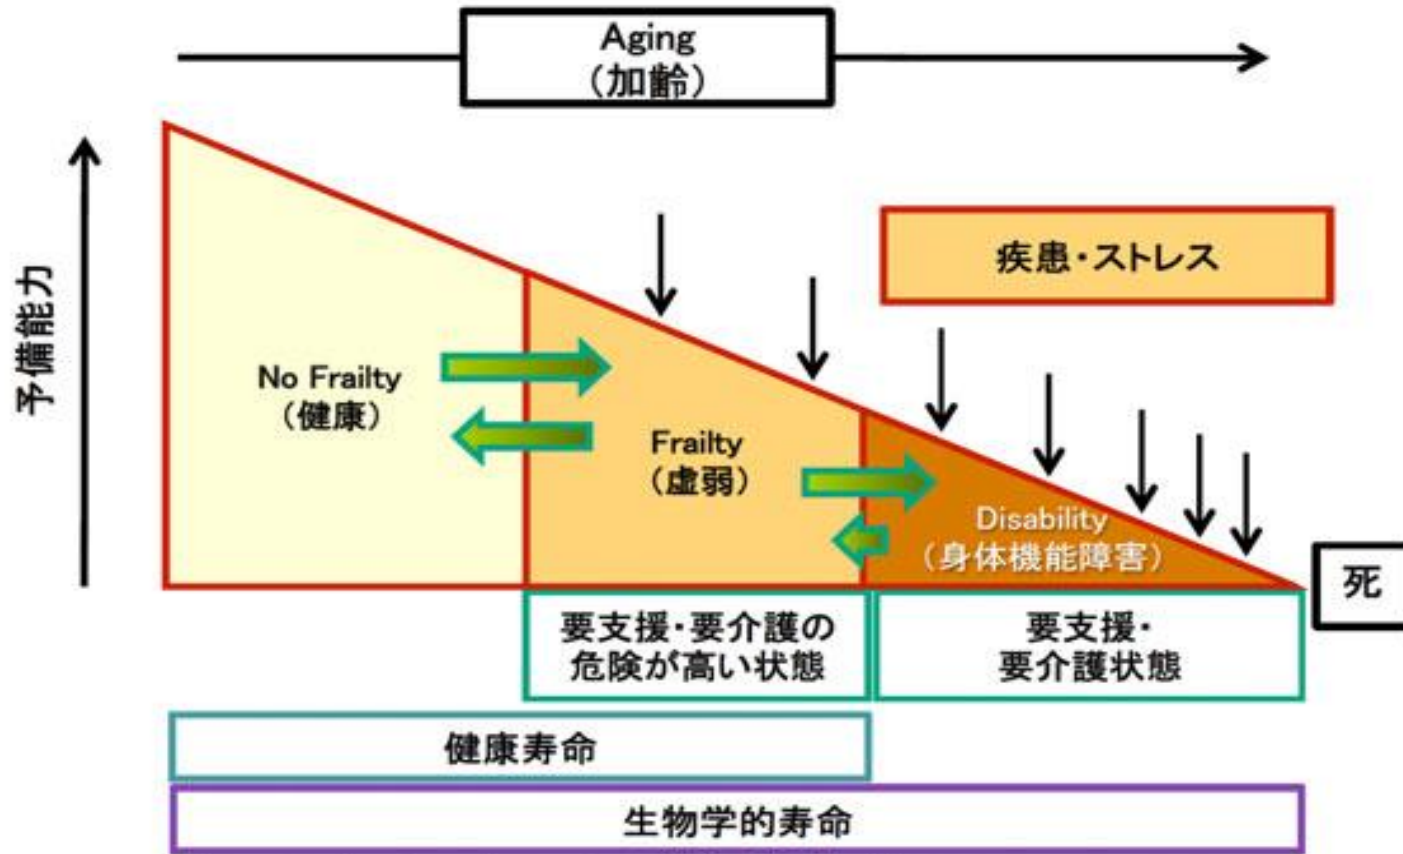 Aging
(加齢)
予備能力
疾患・ストレス
No Frailty
(健康)
Frailty
(虚弱)
Disability
(身体機能障害)
死
要支援・要介護の
危険が高い状態
要支援・
要介護状態
健康寿命
生物学的寿命